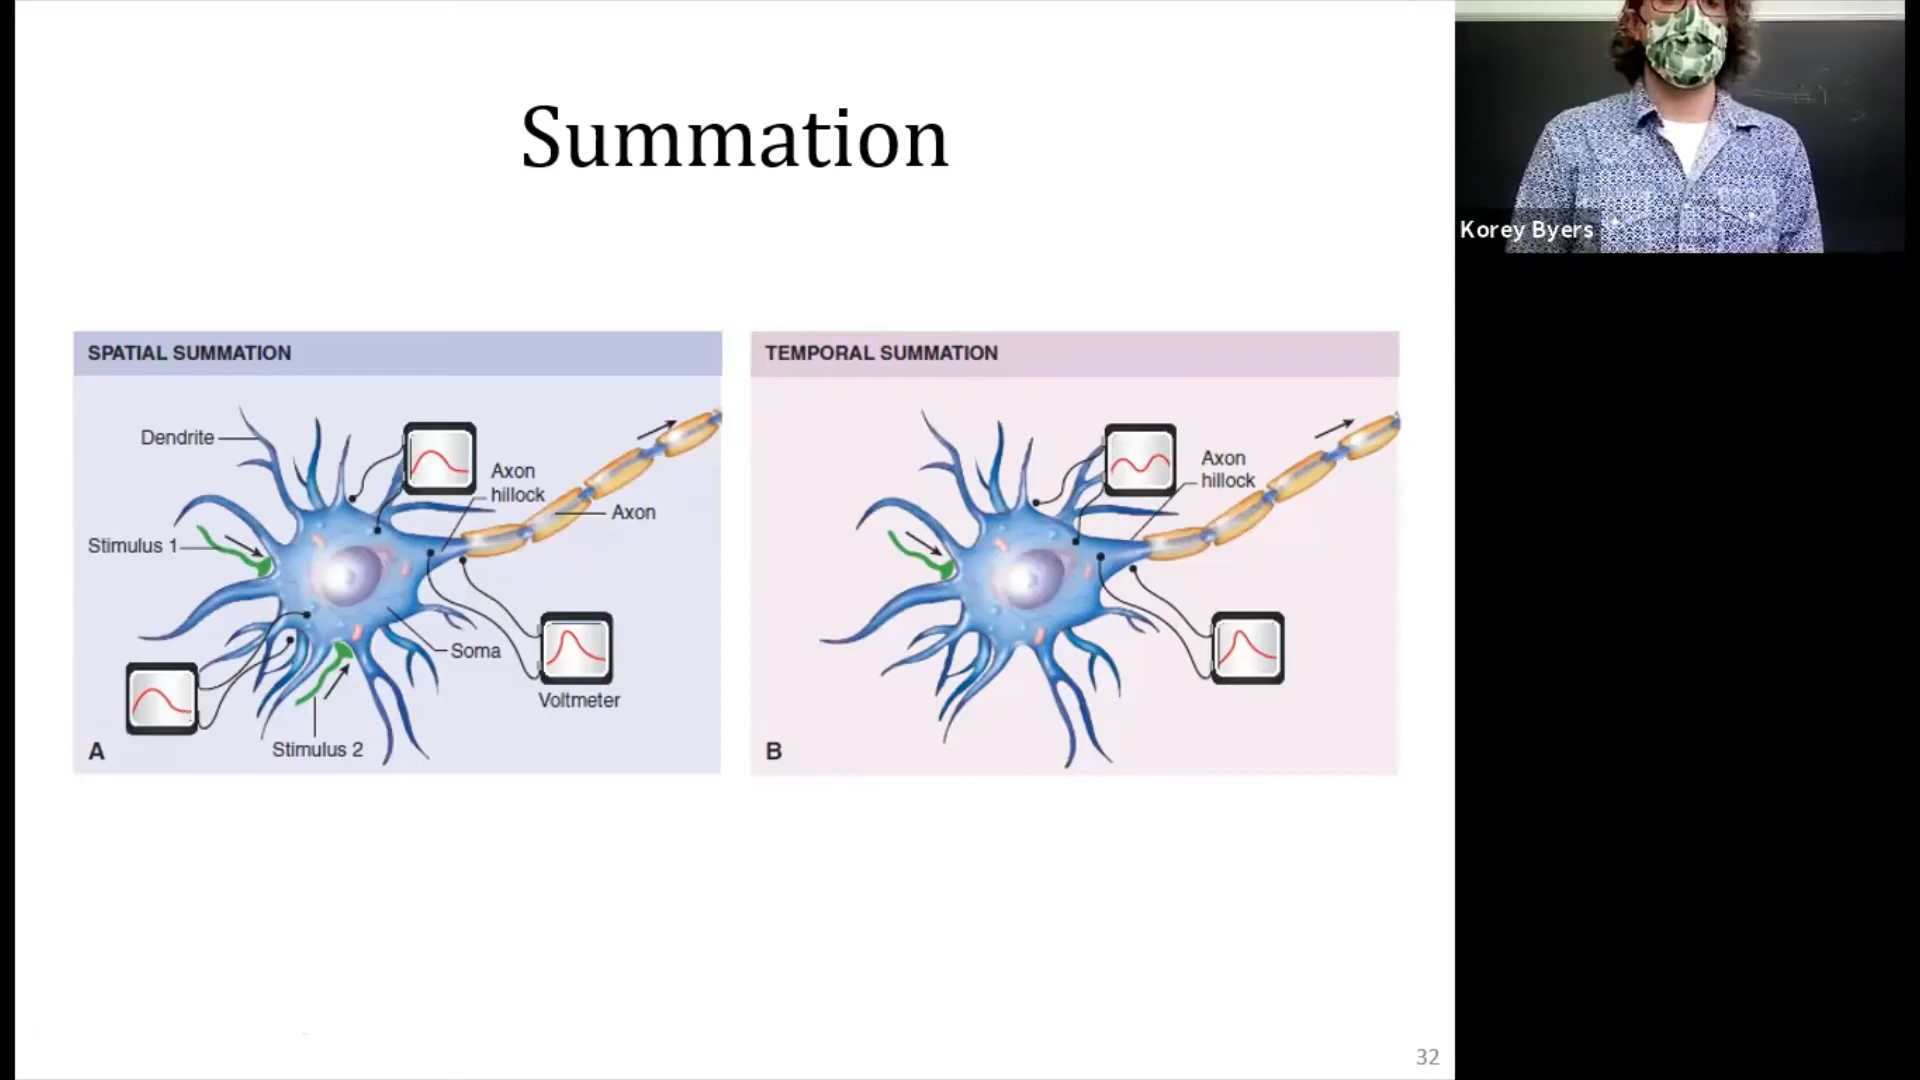 Summation
SPATIAL SUMMATION
Dendrite
Axon
hillock
Axon
Stimulus 1
Soma
Voltmeter
Stimulus 2
A
TEMPORAL SUMMATION
Axon
hillock
B
32
Korey Byers